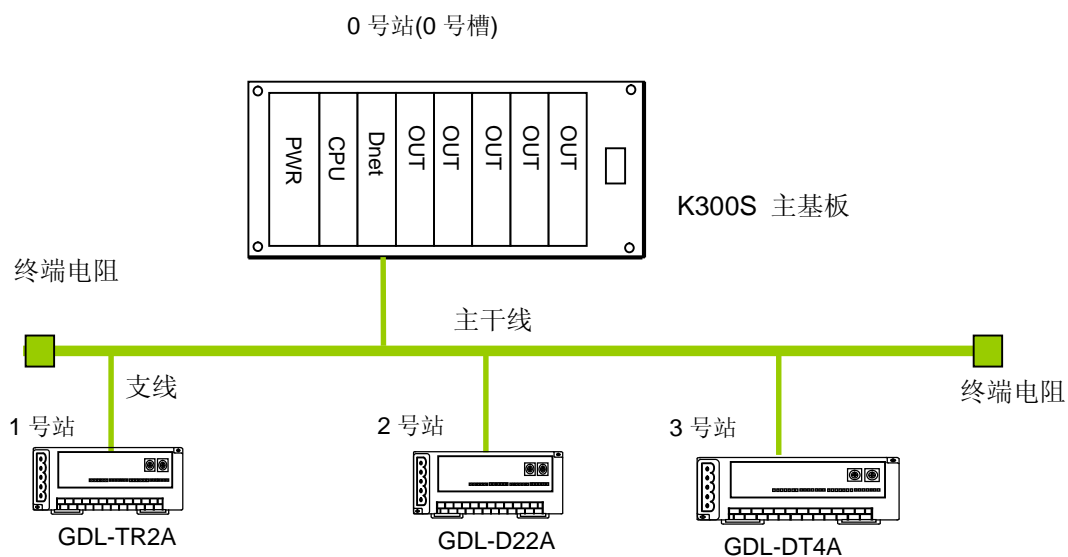 0 号站(0 号槽)
PWR
CPU
Dnet
OUT
OUT
OUT
OUT
OUT
K300S 主基板
终端电阻
主干线
支线
终端电阻
1 号站
2 号站
3 号站
GDL-TR2A
GDL-D22A
GDL-DT4A